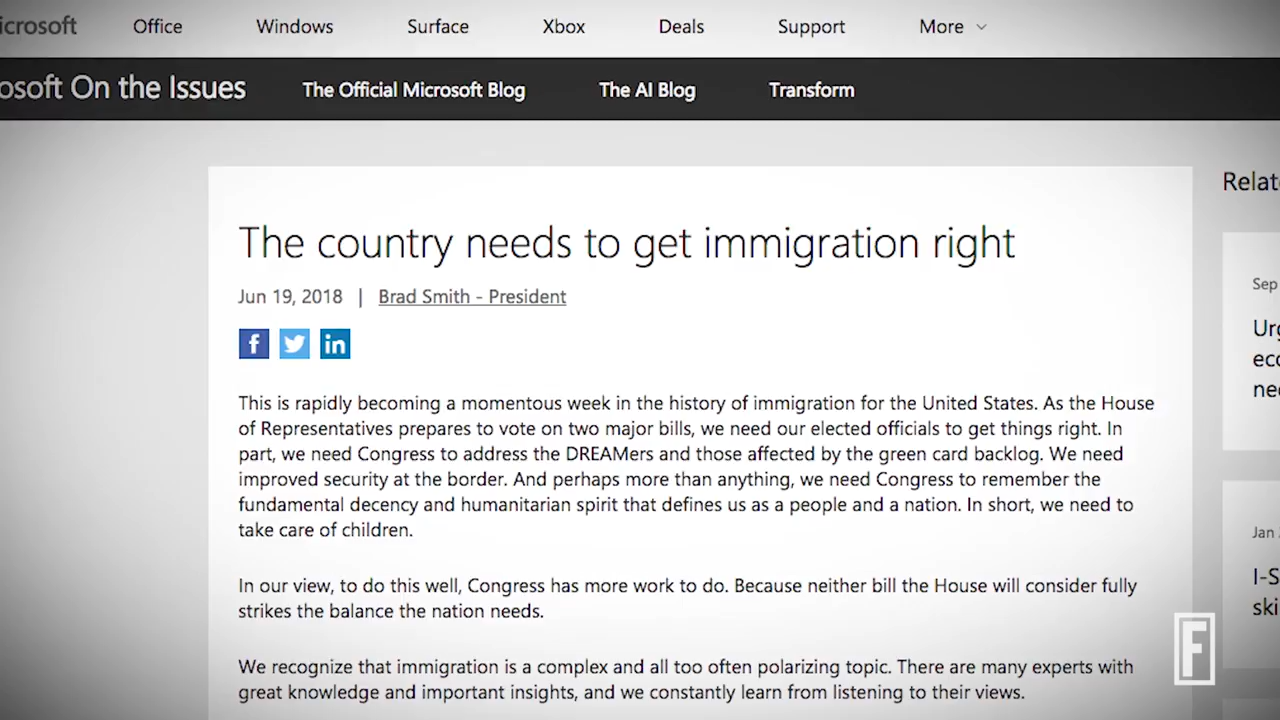 Office Windows Surface Xbox Deals Support More
On the Issues The Official Microsoft Blog The AI Blog Transform
The country needs to get immigration right
Jun 19, 2018 | Brad Smith - President
This is rapidly becoming a momentous week in the history of immigration for the United States. As the House
of Representatives prepares to vote on two major bills, we need our elected officials to get things right. In
part, we need Congress to address the DREAMers and those affected by the green card backlog. We need
improved security at the border. And perhaps more than anything, we need Congress to remember the
fundamental decency and humanitarian spirit that defines us as a people and a nation. In short, we need to
take care of children.
In our view, to do this well, Congress has more work to do. Because neither bill the House will consider fully
strikes the balance the nation needs.
We recognize that immigration is a complex and all too often polarizing topic. There are many experts with
great knowledge and important insights, and we constantly learn from listening to their views.
Sep
Jan
F